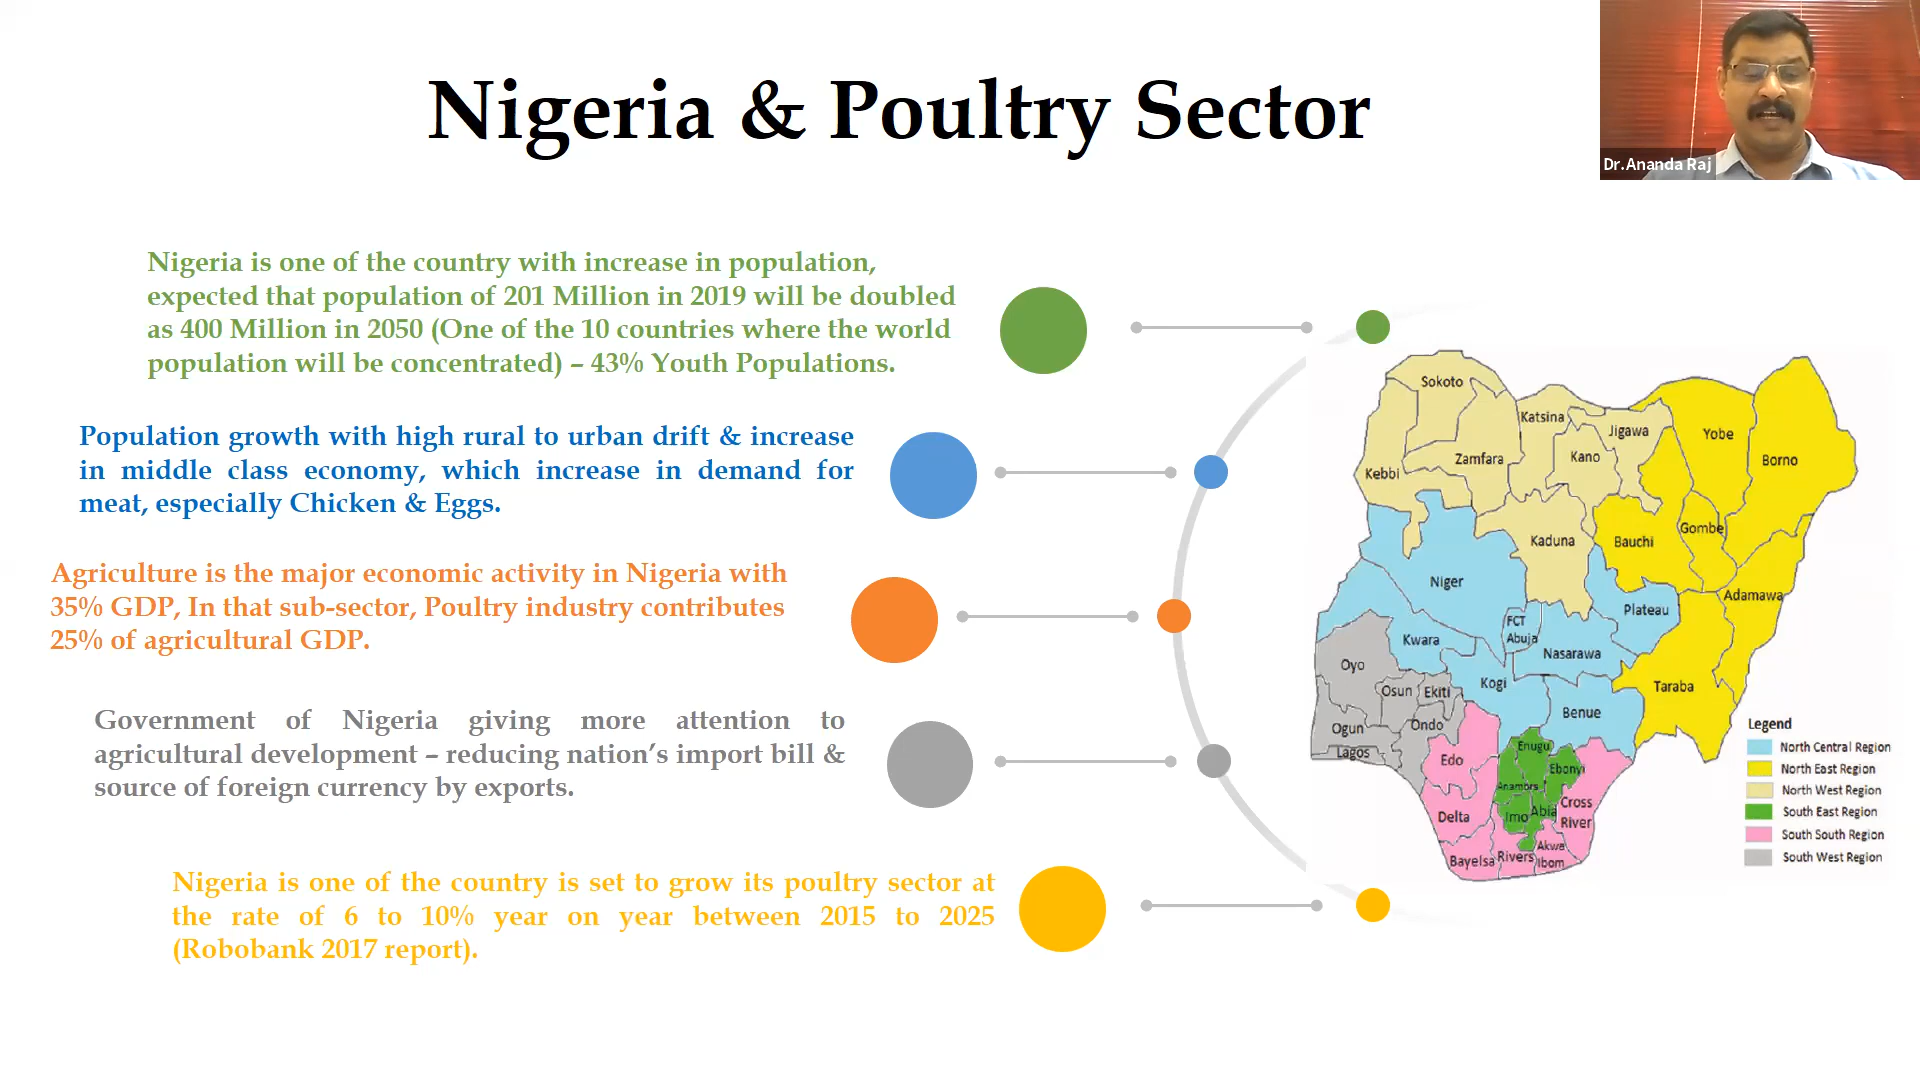 Nigeria & Poultry Sector
Dr.Ananda Raj
Nigeria is one of the country with increase in population,
expected that population of 201 Million in 2019 will be doubled
as 400 Million in 2050 (One of the 10 countries where the world
population will be concentrated) – 43% Youth Populations.
Population growth with high rural to urban drift & increase
in middle class economy, which increase in demand for
meat, especially Chicken & Eggs.
Agriculture is the major economic activity in Nigeria with
35% GDP, In that sub-sector, Poultry industry contributes
25% of agricultural GDP.
Government of Nigeria giving more attention to
agricultural development – reducing nation's import bill &
source of foreign currency by exports.
Nigeria is one of the country is set to grow its poultry sector at
the rate of 6 to 10% year on year between 2015 to 2025
(Robobank 2017 report).
Sokoto
Katsina
Jigawa
Yobe
Borno
Kebbi
Zamfara
Kano
Kaduna
Bauchi
Gombe
Niger
Adamawa
Plateau
FCT
Abuja
Kwara
Nasarawa
Oyo
Kogi
Taraba
Osun
Ekiti
Benue
Ogun
Ondo
Lagos
Edo
Enugu
Ebonyi
Anambra
Delta
Imo
Abia
Cross
River
Bayelsa
Rivers
Akwa
Ibom
Legend
North Central Region
North East Region
North West Region
South East Region
South South Region
South West Region